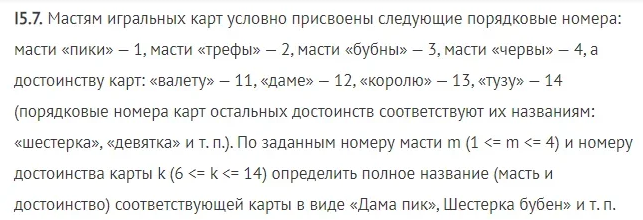 I5.7. Мастям игральных карт условно присвоены следующие порядковые номера:
масти «пики» — 1, масти «трефы» — 2, масти «бубны» — 3, масти «червы» — 4, а
достоинству карт: «валету» — 11, «даме» — 12, «королю» — 13, «тузу» — 14
(порядковые номера карт остальных достоинств соответствуют их названиям:
«шестерка», «девятка» и т. п.). По заданным номеру масти m (1 <= m <= 4) и номеру
достоинства карты k (6 <= k <= 14) определить полное название (масть и
достоинство) соответствующей карты в виде «Дама пик», Шестерка бубен» и т. п.